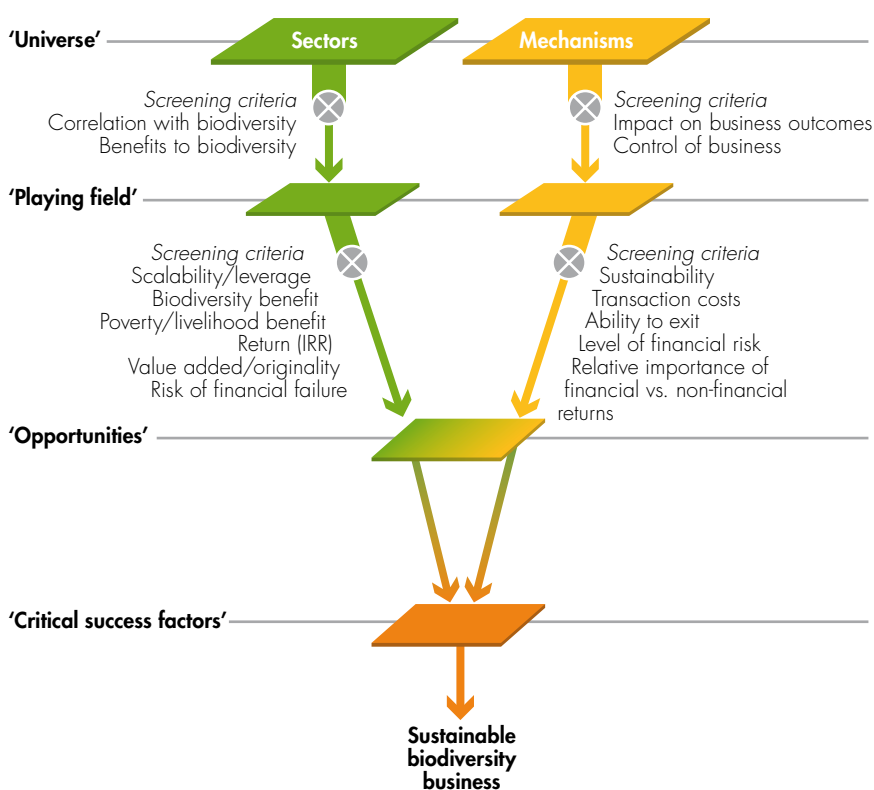 ‘Universe’
Sectors
Mechanisms
Screening criteria
Correlation with biodiversity
Benefits to biodiversity
Screening criteria
Impact on business outcomes
Control of business
‘Playing field’
Screening criteria
Scalability/leverage
Biodiversity benefit
Poverty/livelihood benefit
Return (IRR)
Value added/originality
Risk of financial failure
Screening criteria
Sustainability
Transaction costs
Ability to exit
Level of financial risk
Relative importance of
financial vs. non-financial
returns
‘Opportunities’
‘Critical success factors’
Sustainable
biodiversity
business